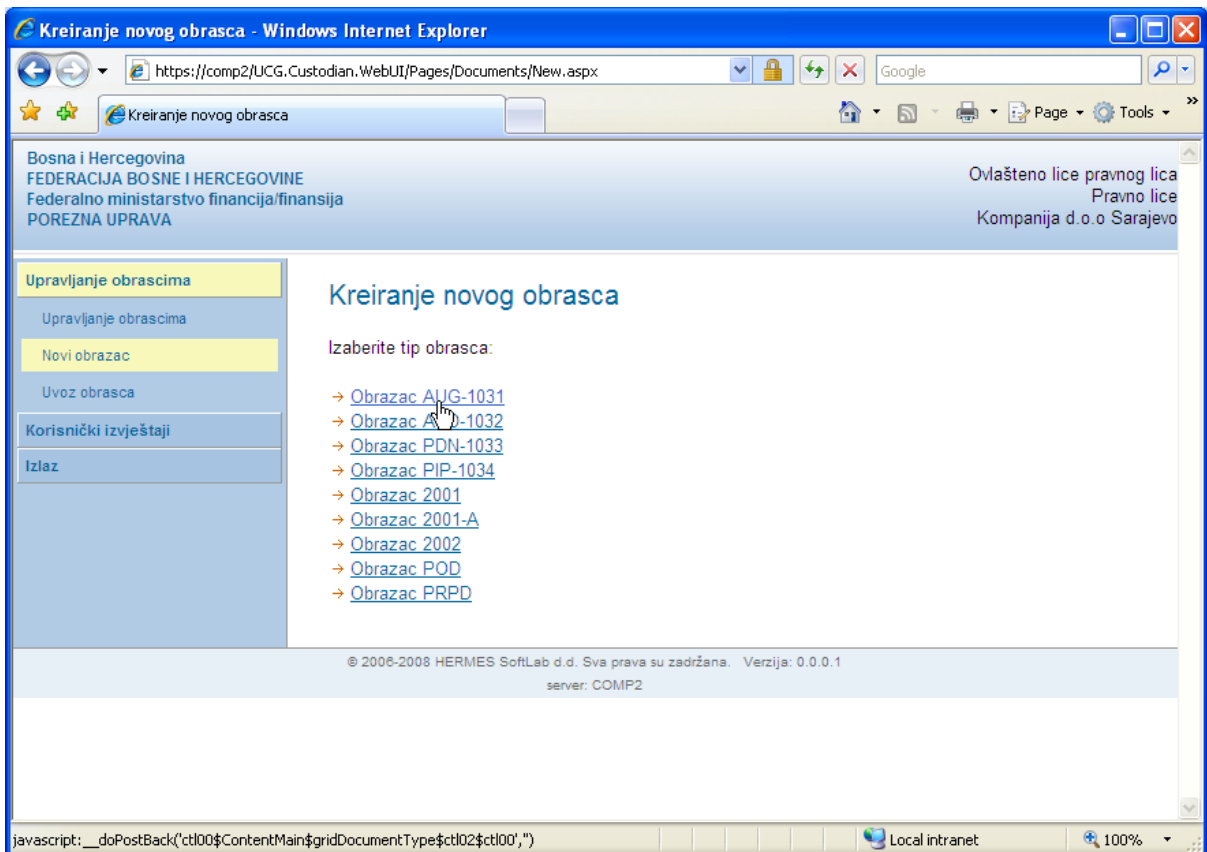 Kreiranje novog obrasca - Windows Internet Explorer
https://comp2/UCG.Custodian.WebUI/Pages/Documents/New.aspx
Google
Kreiranje novog obrasca
Page
Tools
Bosna i Hercegovina
FEDERACIJA BOSNE I HERCEGOVINE
Federalno ministarstvo financija/finansija
POREZNA UPRAVA
Ovlašteno lice pravnog lica
Pravno lice
Kompanija d.o.o Sarajevo
Upravljanje obrascima
Upravljanje obrascima
Novi obrazac
Uvoz obrasca
Korisnički izvještaji
Izlaz
Kreiranje novog obrasca
Izaberite tip obrasca:
Obrazac AUG-1031
Obrazac
Obrazac PDN-1033
Obrazac PIP-1034
Obrazac 2001
Obrazac 2001-A
Obrazac 2002
Obrazac POD
Obrazac PRPD
© 2006-2008 HERMES SoftLab d.d. Sva prava su zadržana. Verzija: 0.0.0.1
server: COMP2
javascript:__doPostBack('ctl00$ContentMain$gridDocumentType$ctl02$ctl00','')
Local intranet
100%